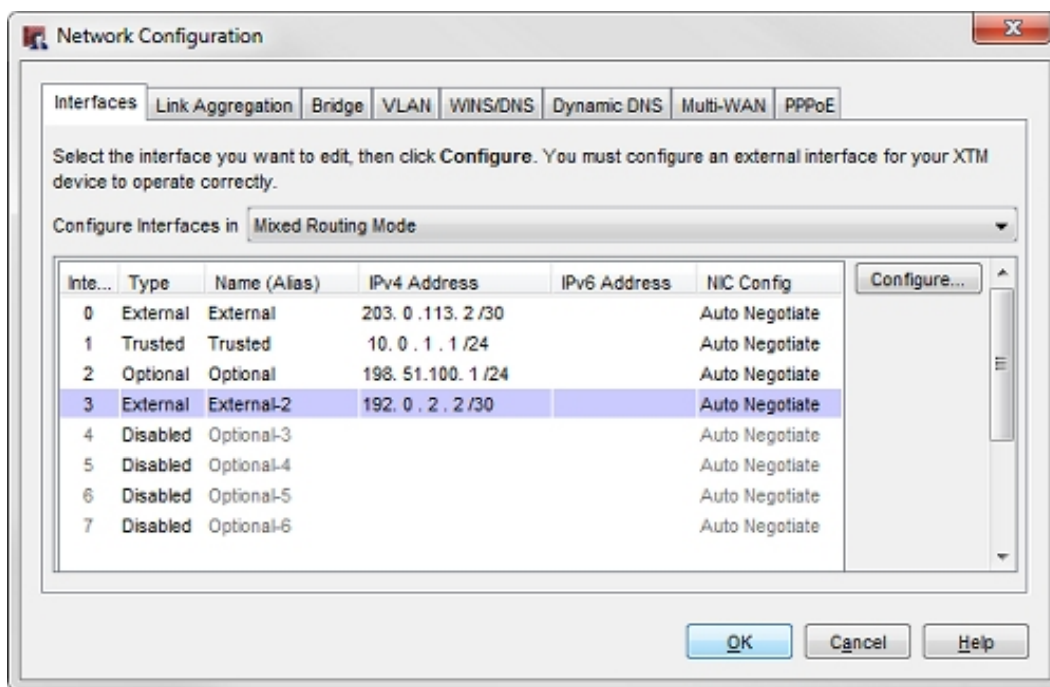 Network Configuration
Interfaces Link Aggregation Bridge VLAN WINS/DNS Dynamic DNS Multi-WAN PPPoE
Select the interface you want to edit, then click Configure. You must configure an external interface for your XTM
device to operate correctly.
Configure Interfaces in Mixed Routing Mode
Inte... Type Name (Alias) IPv4 Address IPv6 Address NIC Config Configure...
0 External External 203. 0 .113. 2 /30 Auto Negotiate
1 Trusted Trusted 10. 0 . 1 . 1 /24 Auto Negotiate
2 Optional Optional 198. 51.100. 1 /24 Auto Negotiate
3 External External-2 192. 0 . 2 . 2 /30 Auto Negotiate
4 Disabled Optional-3 Auto Negotiate
5 Disabled Optional-4 Auto Negotiate
6 Disabled Optional-5 Auto Negotiate
7 Disabled Optional-6 Auto Negotiate
OK Cancel Help